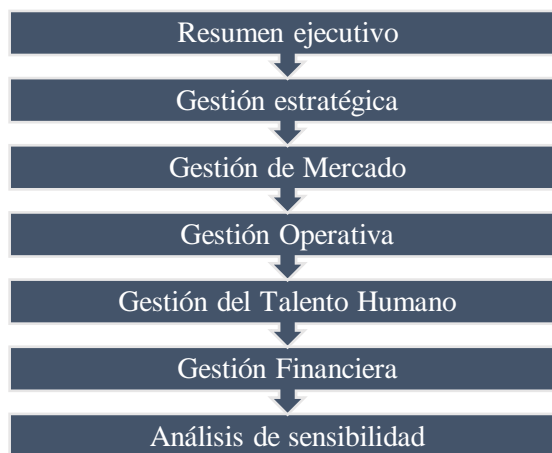 Resumen ejecutivo
Gestión estratégica
Gestión de Mercado
Gestión Operativa
Gestión del Talento Humano
Gestión Financiera
Análisis de sensibilidad